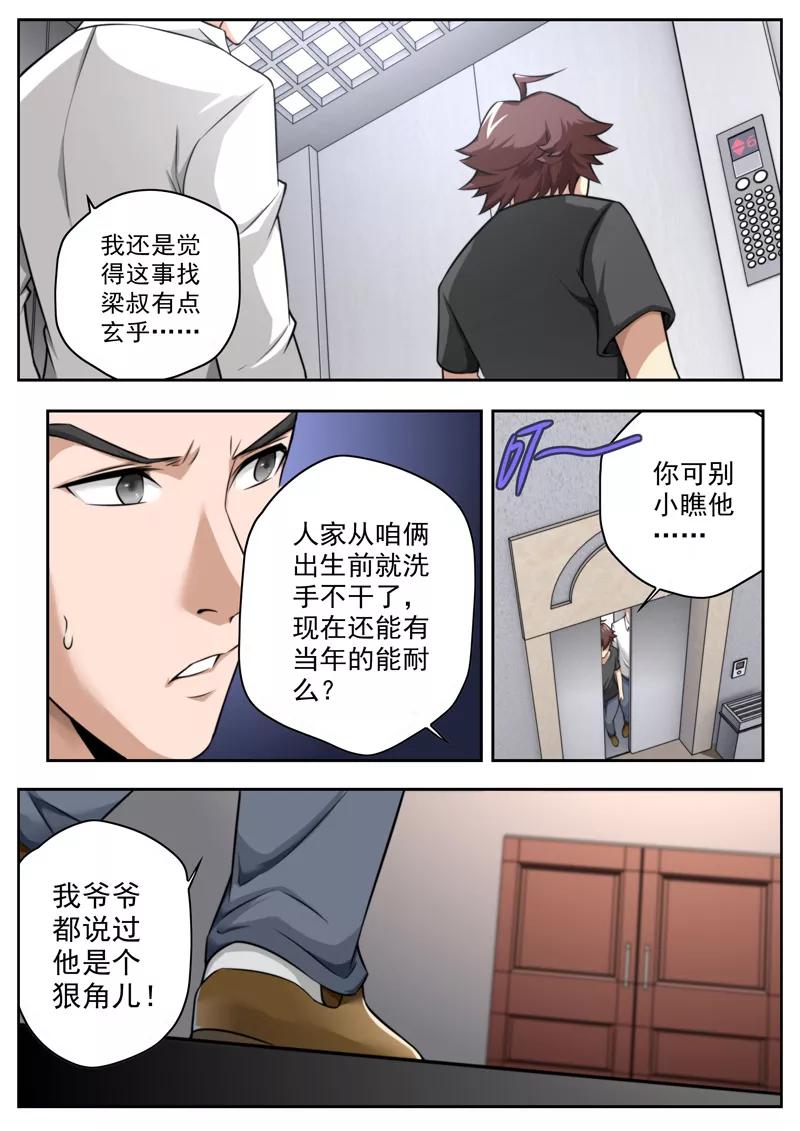 我还是觉
得这事找
梁叔有点
玄乎……
6
人家从咱俩
出生前就洗
手不干了，
现在还能有
当年的能耐
么？
叮——
你可别
小瞧他
……
我爷爷
都说过
他是个
狠角儿！